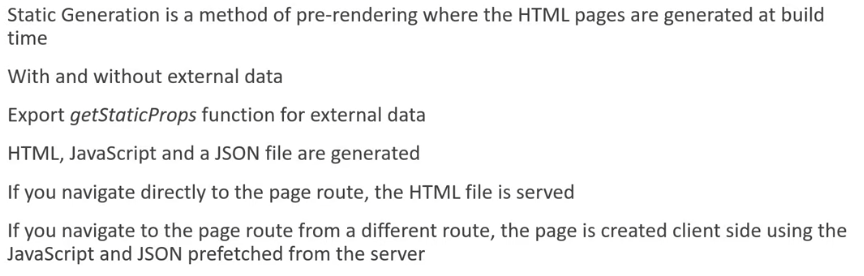 Static Generation is a method of pre-rendering where the HTML pages are generated at build
time
With and without external data
Export getStaticProps function for external data
HTML, JavaScript and a JSON file are generated
If you navigate directly to the page route, the HTML file is served
If you navigate to the page route from a different route, the page is created client side using the
JavaScript and JSON prefetched from the server